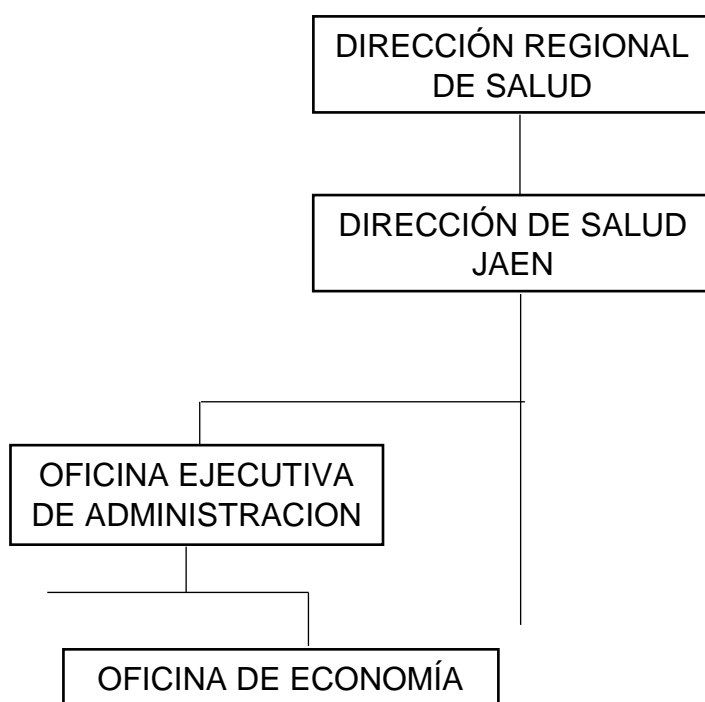 DIRECCIÓN REGIONAL
DE SALUD
DIRECCIÓN DE SALUD
JAEN
OFICINA EJECUTIVA
DE ADMINISTRACION
OFICINA DE ECONOMÍA